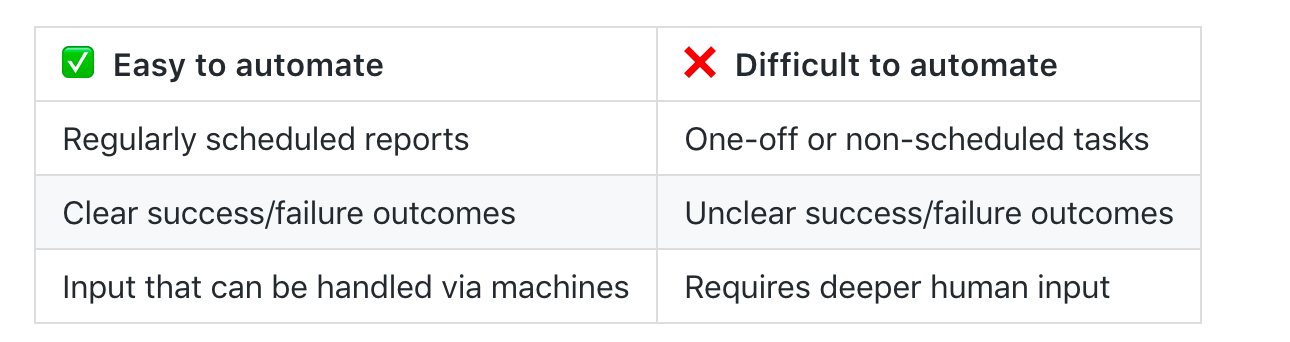 ✅ Easy to automate
❌ Difficult to automate
Regularly scheduled reports
One-off or non-scheduled tasks
Clear success/failure outcomes
Unclear success/failure outcomes
Input that can be handled via machines
Requires deeper human input